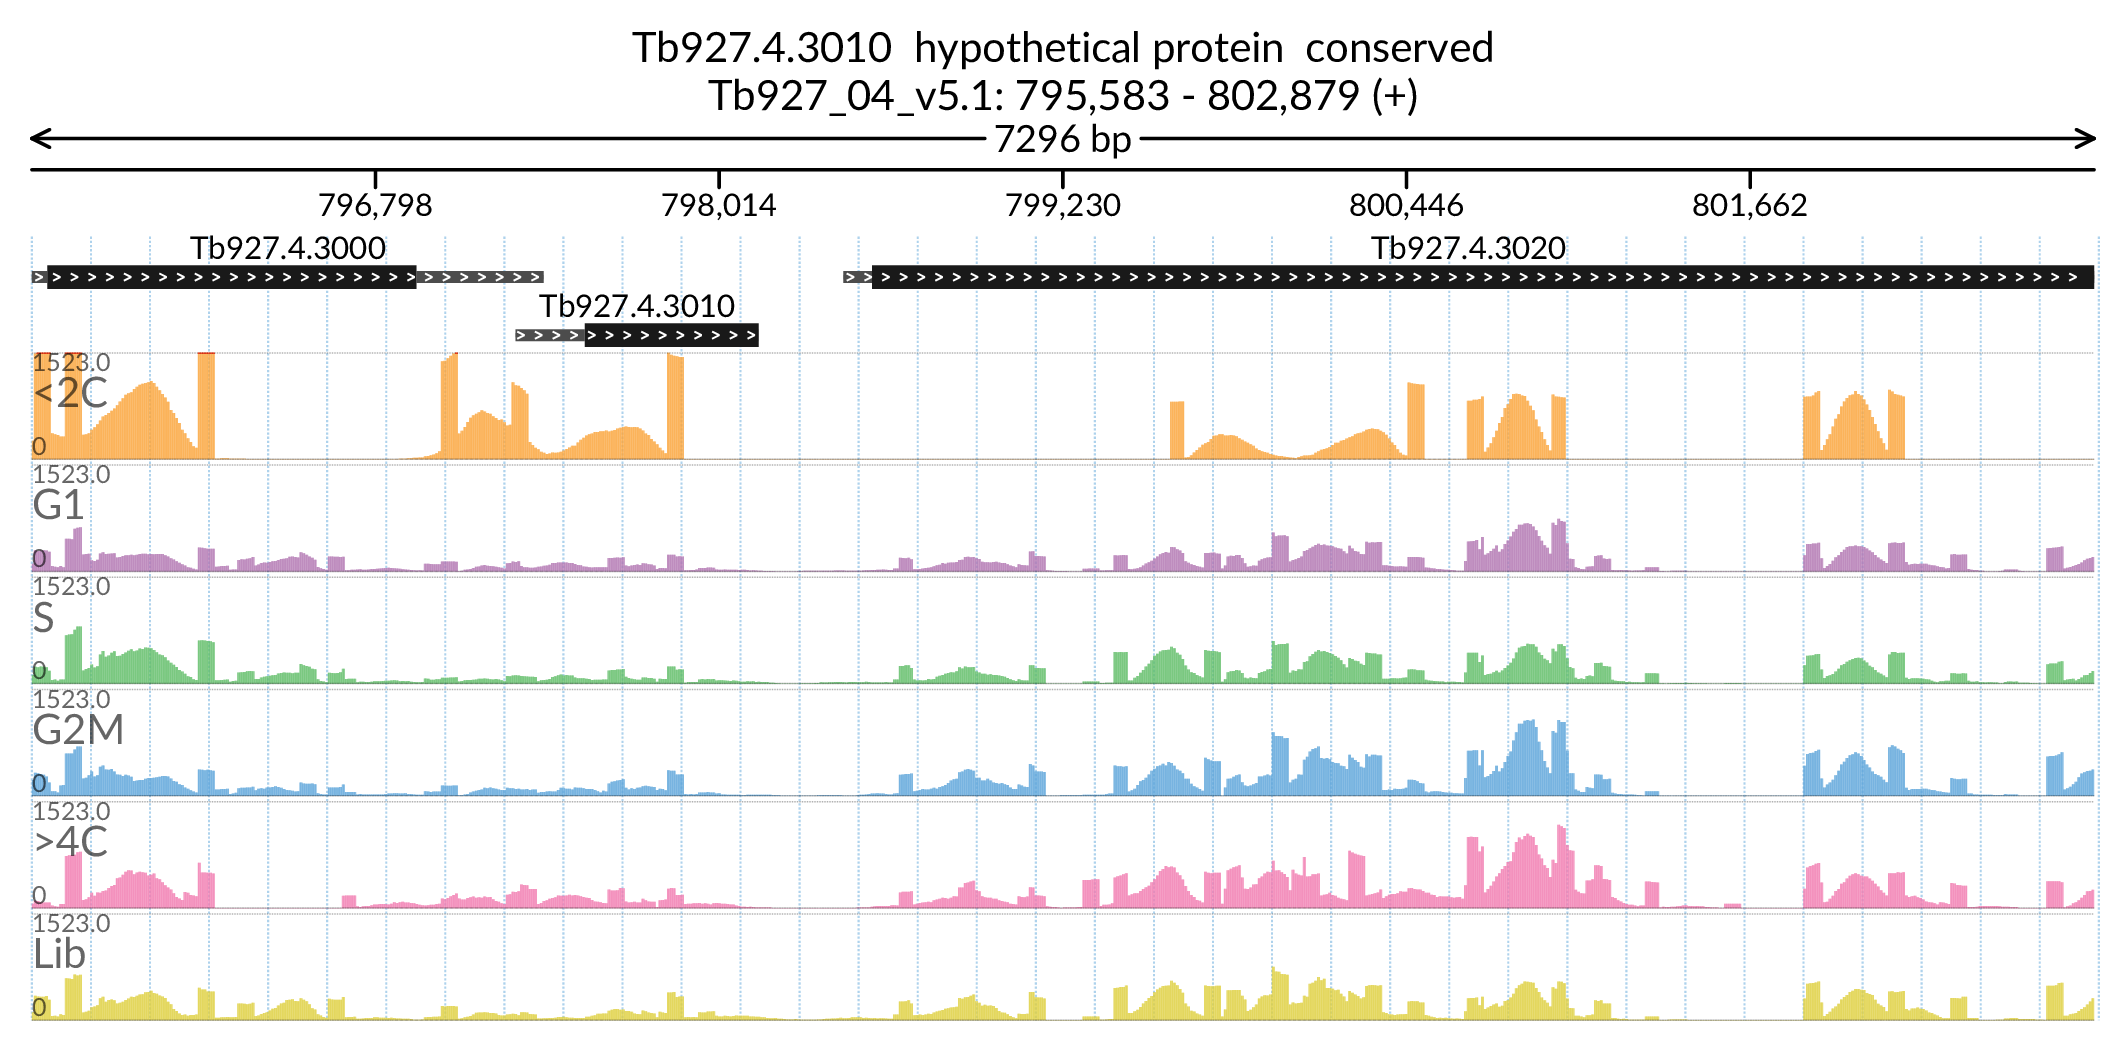 Tb927.4.3010  hypothetical protein  conserved
Tb927_04_v5.1: 795,583 - 802,879 (+)
7296 bp
796,798 798,014 799,230 800,446 801,662
Tb927.4.3000 Tb927.4.3020
Tb927.4.3010
1523.0
<2C
0
1523.0
G1
0
1523.0
S
0
1523.0
G2M
0
1523.0
>4C
0
1523.0
Lib
0